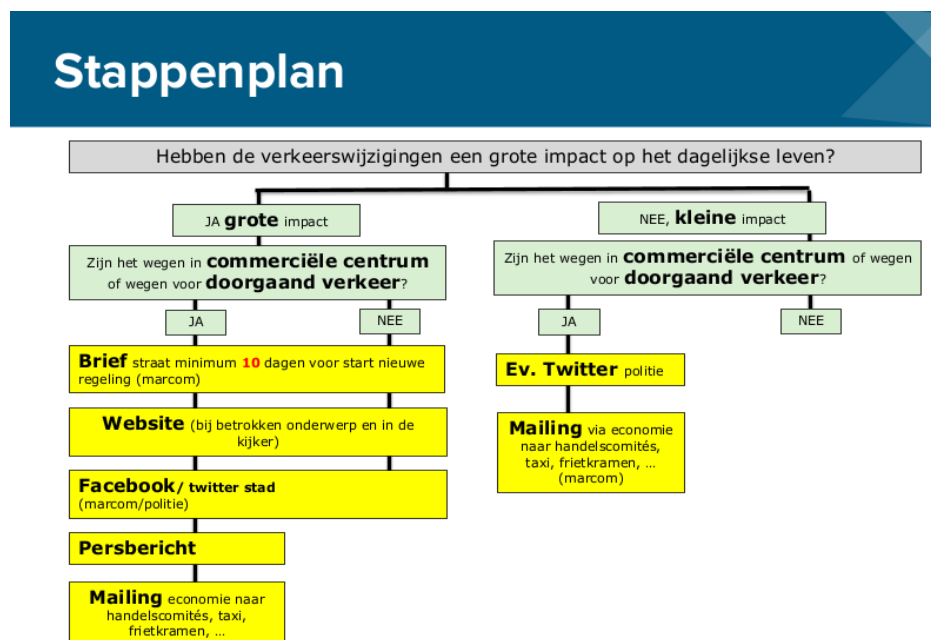 Stappenplan
Hebben de verkeerswijzigingen een grote impact op het dagelijkse leven?
JA grote impact
Zijn het wegen in commerciële centrum
of wegen voor doorgaand verkeer?
JA
NEE
Brief straat minimum 10 dagen voor start nieuwe
regeling (marcom)
Website (bij betrokken onderwerp en in de
kijker)
Facebook/ twitter stad
(marcom/politie)
Persbericht
Mailing economie naar
handelscomités, taxi,
frietkramen, ...
NEE, kleine impact
Zijn het wegen in commerciële centrum of wegen
voor doorgaand verkeer?
JA
NEE
Ev. Twitter politie
Mailing via economie
naar handelscomités,
taxi, frietkramen, ...
(marcom)